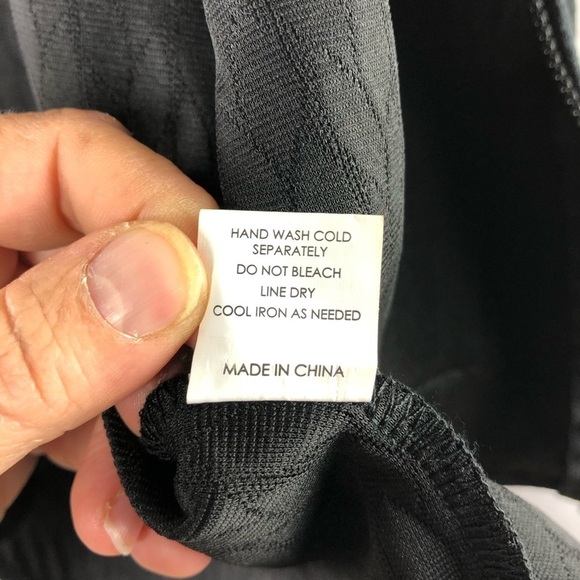 HAND WASH COLD
SEPARATELY
DO NOT BLEACH
LINE DRY
COOL IRON AS NEEDED
MADE IN CHINA